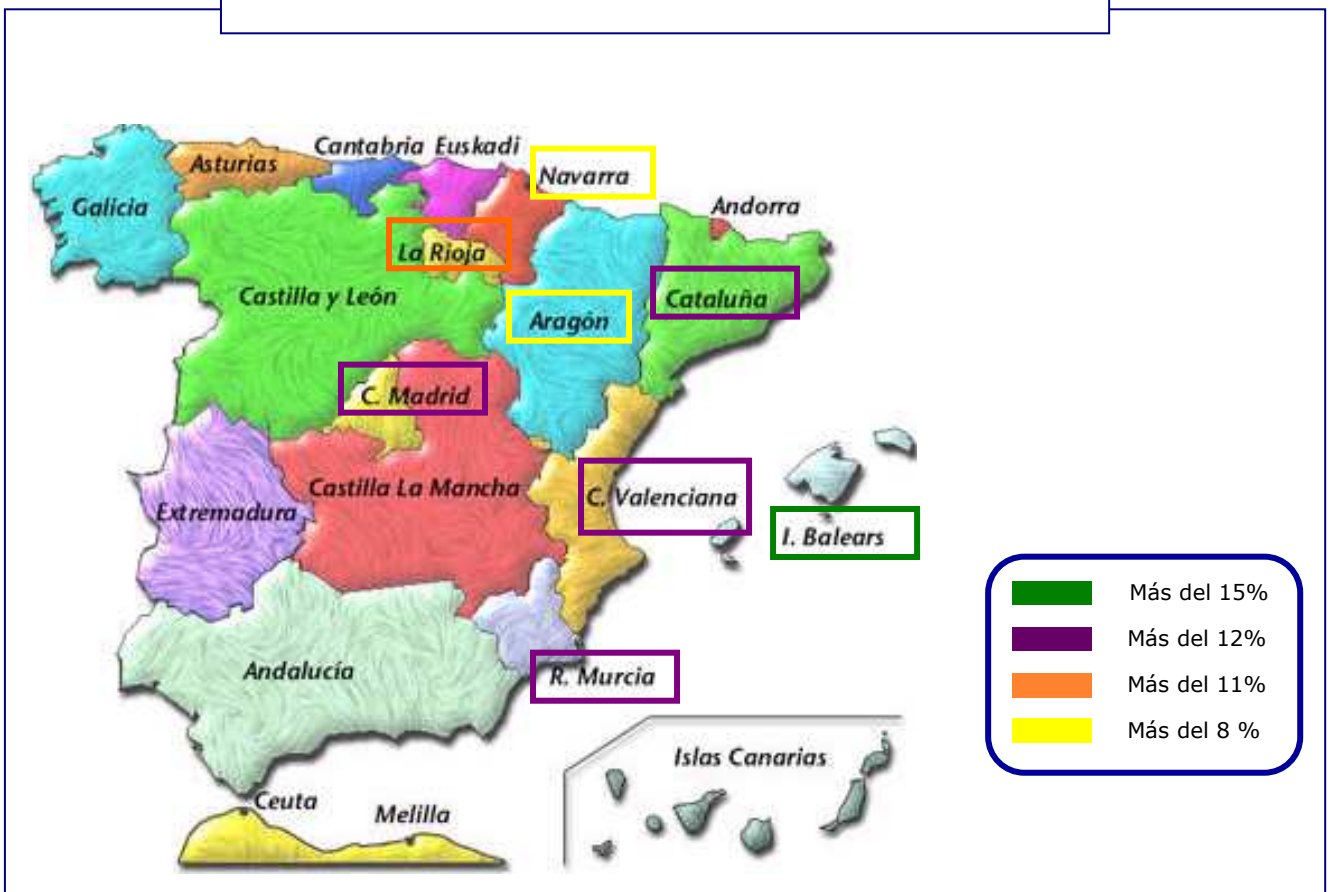 Cantabria Euskadi
Asturias
Navarra
Galicia
Andorra
La Rioja
Castilla y León
Cataluña
Aragón
C. Madrid
Castilla La Mancha
C. Valenciana
Extremadura
I. Balears
Más del 15%
Más del 12%
Andalucía
R. Murcia
Más del 11%
Más del 8 %
Islas Canarias
Ceuta
Melilla